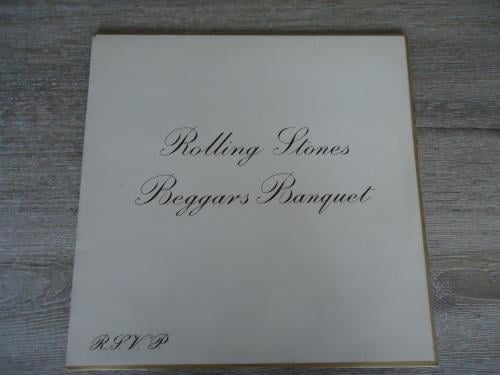 Rolling Stones
Beggars Banquet
R.S.V.P.